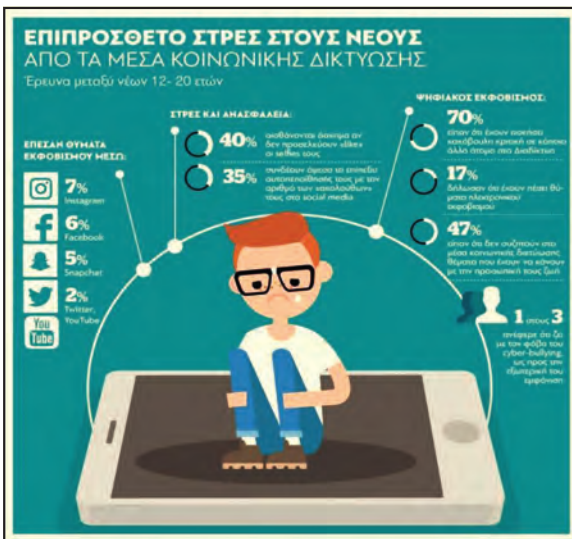 ΕΠΙΠΡΟΣΘΕΤΟ ΣΤΡΕΣ ΣΤΟΥΣ ΝΕΟΥΣ
ΑΠΟ ΤΑ ΜΕΣΑ ΚΟΙΝΩΝΙΚΗΣ ΔΙΚΤΥΩΣΗΣ
Έρευνα μεταξύ νέων 12- 20 ετών
ΕΠΕΣΑΝ ΘΥΜΑΤΑ
ΕΚΦΟΒΙΣΜΟΥ ΜΕΣΩ:
7%
Instagram
6%
Facebook
5%
Snapchat
2%
Twitter,
YouTube
You
Tube
ΣΤΡΕΣ ΚΑΙ ΑΝΑΣΦΑΛΕΙΑ:
40%
αισθάνονται άσχημα αν
δεν προσελκύουν «like»
οι selfies τους
35%
συνδέουν άμεσα το επίπεδο
αυτοπεποίθησής τους με τον
αριθμό των «ακολούθων»
τους στα social media
ΨΗΦΙΑΚΟΣ ΕΚΦΟΒΙΣΜΟΣ:
70%
είπαν ότι έχουν ασκήσει
κακόβουλη κριτική σε κάποιο
άλλο άτομο στο Διαδίκτυο
17%
δήλωσαν ότι έχουν πέσει θύ-
ματα ηλεκτρονικού
εκφοβισμού
47%
είπαν ότι δεν συζητούν στα
μέσα κοινωνικής δικτύωσης
θέματα που έχουν να κάνουν
με την προσωπική τους ζωή
1 στους 3
ανέφερε ότι ζει
με τον φόβο του
cyber-bullying,
ως προς την
εξωτερική του
εμφάνιση